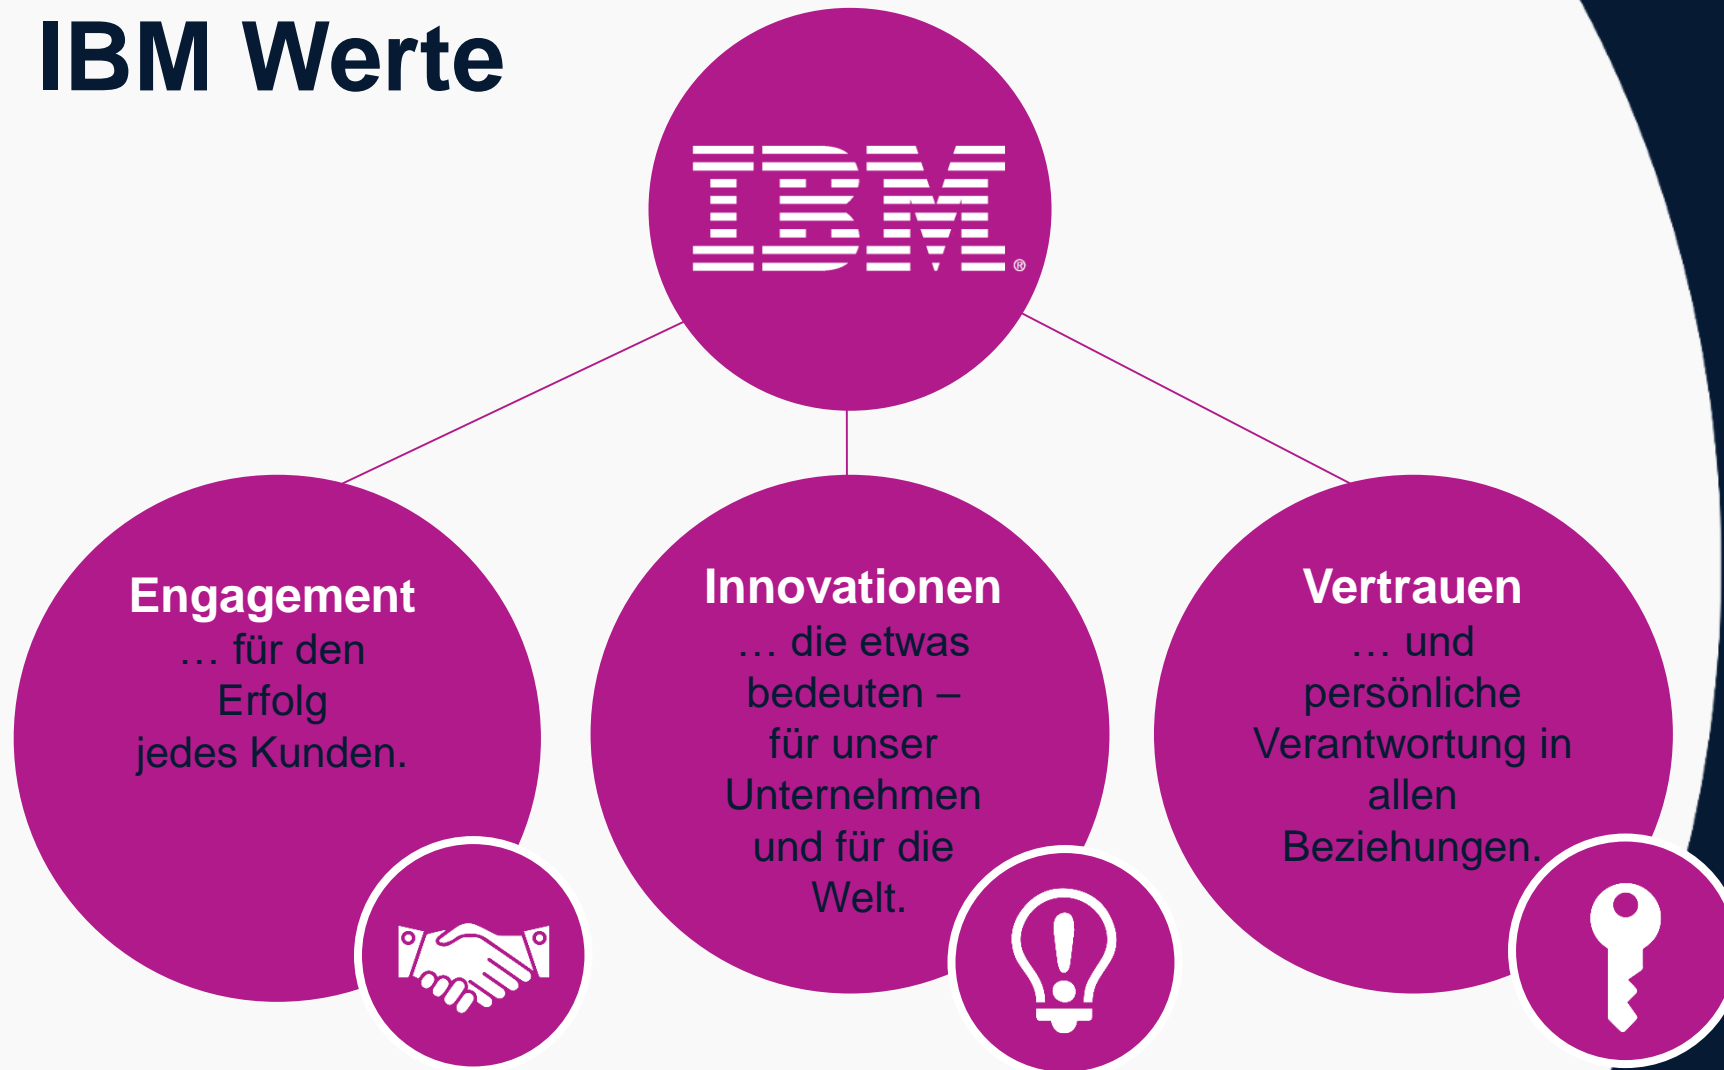 IBM Werte
IBM®
Engagement
… für den
Erfolg
jedes Kunden.
Innovationen
… die etwas
bedeuten –
für unser
Unternehmen
und für die
Welt.
Vertrauen
… und
persönliche
Verantwortung in
allen
Beziehungen.